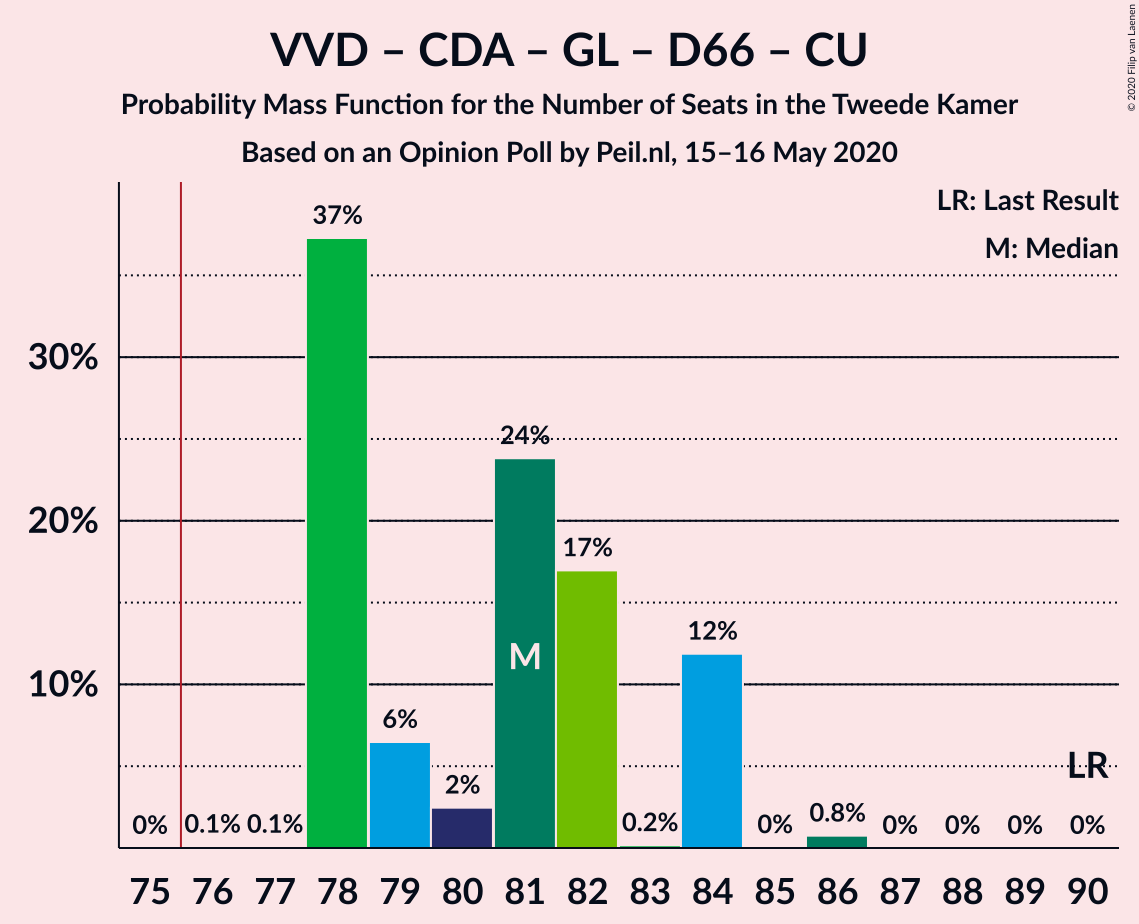 VVD – CDA – GL – D66 – CU
Probability Mass Function for the Number of Seats in the Tweede Kamer
Based on an Opinion Poll by Peil.nl, 15–16 May 2020
© 2020 Filip van Laenen
LR: Last Result
M: Median
30%
20%
10%
0%
0.1%
0.1%
37%
6%
2%
24%
17%
0.2%
12%
0%
0.8%
0%
0%
0%
0%
M
LR
75 76 77 78 79 80 81 82 83 84 85 86 87 88 89 90